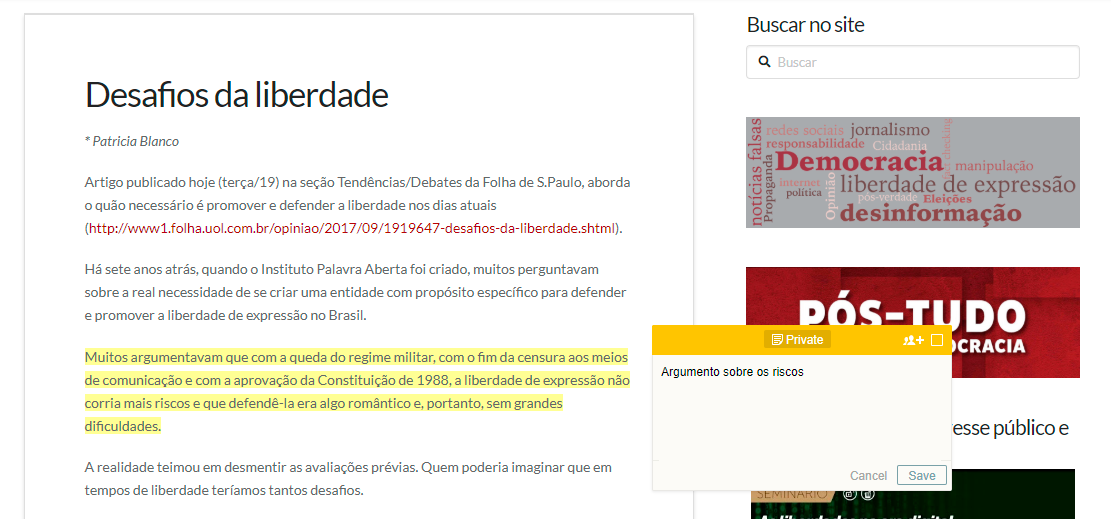 Desafios da liberdade
* Patricia Blanco
Artigo publicado hoje (terça/19) na seção Tendências/Debates da Folha de S.Paulo, aborda
o quão necessário é promover e defender a liberdade nos dias atuais
(http://www1.folha.uol.com.br/opiniao/2017/09/1919647-desafios-da-liberdade.shtml).
Há sete anos atrás, quando o Instituto Palavra Aberta foi criado, muitos perguntavam
sobre a real necessidade de se criar uma entidade com propósito específico para defender
e promover a liberdade de expressão no Brasil.
Muitos argumentavam que com a queda do regime militar, com o fim da censura aos meios
de comunicação e com a aprovação da Constituição de 1988, a liberdade de expressão não
corria mais riscos e que defendê-la era algo romântico e, portanto, sem grandes
dificuldades.
A realidade teimou em desmentir as avaliações prévias. Quem poderia imaginar que em
tempos de liberdade teríamos tantos desafios.
Buscar no site
Buscar
notícias falsas
Propaganda
redes sociais
jornalismo
responsabilidade
Cidadania
Democracia
manipulação
internet
política
Opinião
liberdade de expressão
pós-verdade
Eleições
desinformação
PÓS-TUDO
OCRACIA
Private
Argumento sobre os riscos
Cancel
Save
esse público e
SEMINÁRIO